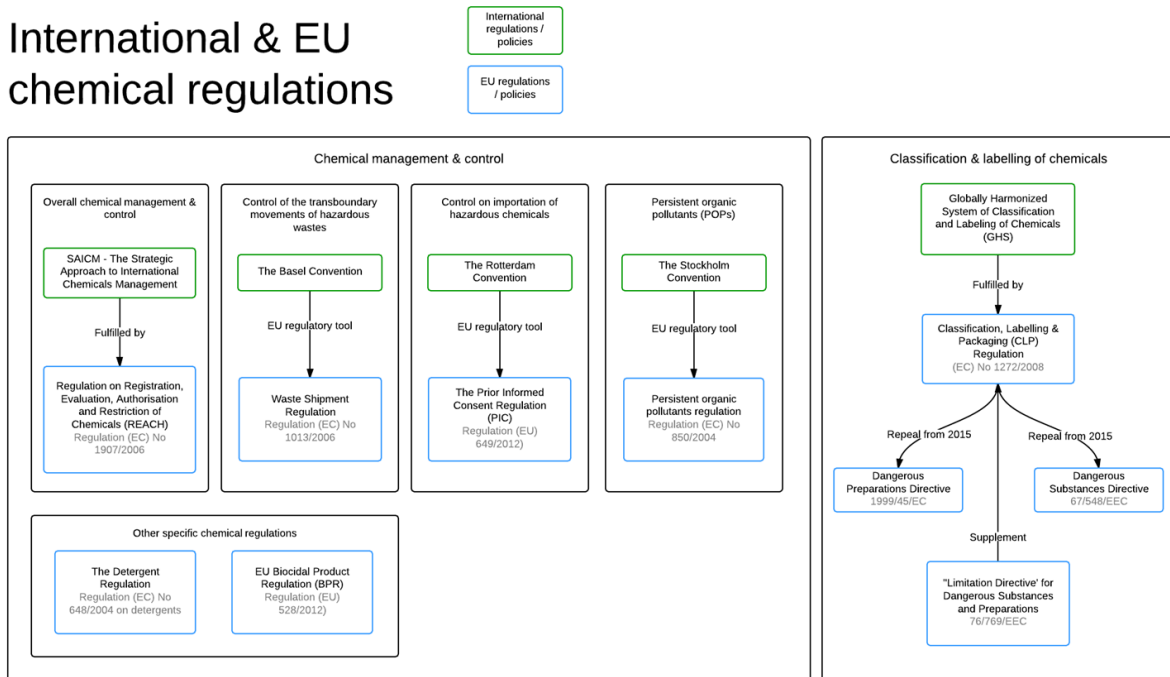 International & EU
chemical regulations
International
regulations /
policies
EU regulations
/ policies
Chemical management & control
Overall chemical management &
control
SAICM - The Strategic
Approach to International
Chemicals Management
Fulfilled by
Regulation on Registration,
Evaluation, Authorisation
and Restriction of
Chemicals (REACH)
Regulation (EC) No
1907/2006
Control of the transboundary
movements of hazardous
wastes
The Basel Convention
EU regulatory tool
Waste Shipment
Regulation
Regulation (EC) No
1013/2006
Control on importation of
hazardous chemicals
The Rotterdam
Convention
EU regulatory tool
The Prior Informed
Consent Regulation
(PIC)
Regulation (EU)
649/2012)
Persistent organic
pollutants (POPs)
The Stockholm
Convention
EU regulatory tool
Persistent organic
pollutants regulation
Regulation (EC) No
850/2004
Other specific chemical regulations
The Detergent
Regulation
Regulation (EC) No
648/2004 on detergents
EU Biocidal Product
Regulation (BPR)
Regulation (EU)
528/2012)
Classification & labelling of chemicals
Globally Harmonized
System of Classification
and Labeling of Chemicals
(GHS)
Fulfilled by
Classification, Labelling &
Packaging (CLP)
Regulation
(EC) No 1272/2008
Repeal from 2015
Repeal from 2015
Dangerous
Preparations Directive
1999/45/EC
Dangerous
Substances Directive
67/548/EEC
Supplement
"Limitation Directive' for
Dangerous Substances
and Preparations
76/769/EEC